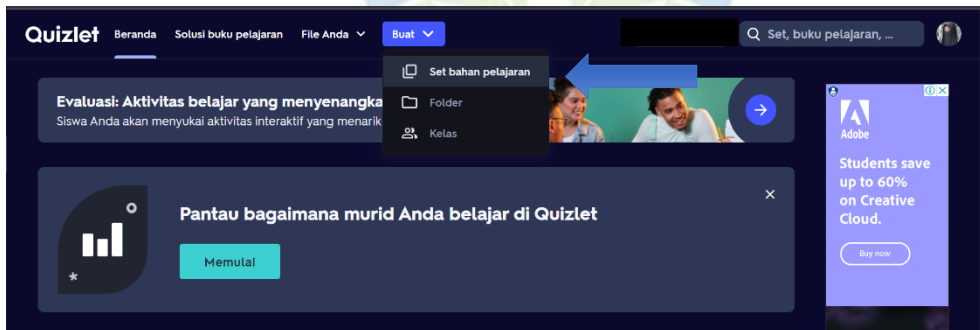 Quizlet Beranda Solusi buku pelajaran File Anda Buat Set, buku pelajaran, ...
Set bahan pelajaran
Folder
Kelas
Evaluasi: Aktivitas belajar yang menyenangka
Siswa Anda akan menyukai aktivitas interaktif yang menarik
Pantau bagaimana murid Anda belajar di Quizlet
Memulai
Adobe
Students save
up to 60%
on Creative
Cloud.
Buy now